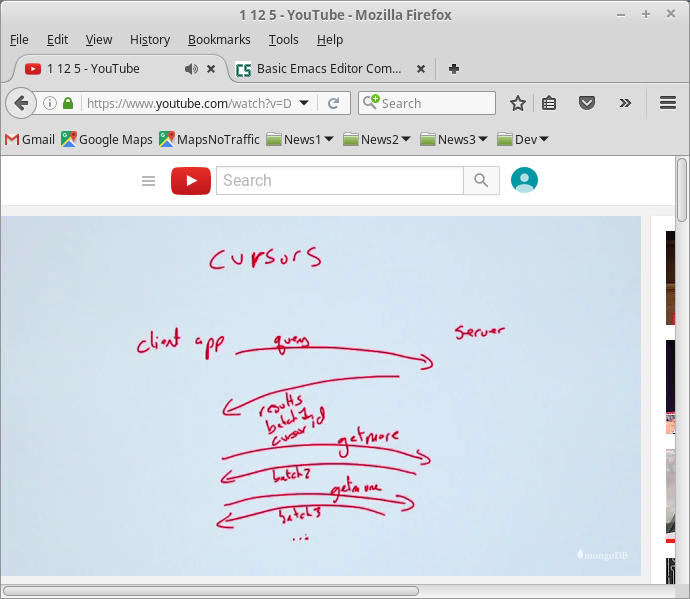 1 12 5 - YouTube - Mozilla Firefox
File Edit View History Bookmarks Tools Help
1 12 5 - YouTube
Basic Emacs Editor Com...
https://www.youtube.com/watch?v=D
Search
Gmail Google Maps MapsNoTraffic News1 News2 News3 Dev
Search
cursors
client app
query
server
results
batch1,
cursor id
getmore
batch2
getmore
batch3
...
mongoDB